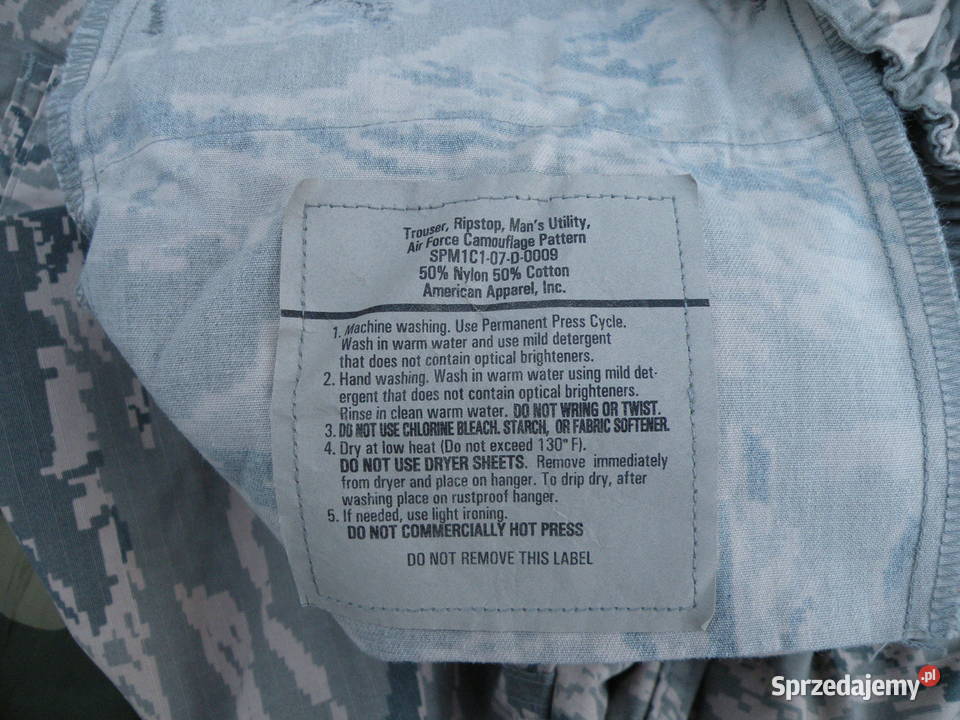 Trouser, Ripstop, Man's Utility,
Air Force Camouflage Pattern
SPM1C1-07-D-0009
50% Nylon 50% Cotton
American Apparel, Inc.
1. Machine washing. Use Permanent Press Cycle.
Wash in warm water and use mild detergent
that does not contain optical brighteners.
2. Hand washing. Wash in warm water using mild det-
ergent that does not contain optical brighteners.
Rinse in clean warm water. DO NOT WRING OR TWIST.
3. DO NOT USE CHLORINE BLEACH. STARCH, OR FABRIC SOFTENER.
4. Dry at low heat (Do not exceed 130° F).
DO NOT USE DRYER SHEETS. Remove immediately
from dryer and place on hanger. To drip dry, after
washing place on rustproof hanger.
5. If needed, use light ironing.
DO NOT COMMERCIALLY HOT PRESS
DO NOT REMOVE THIS LABEL
Sprzedajemy.pl